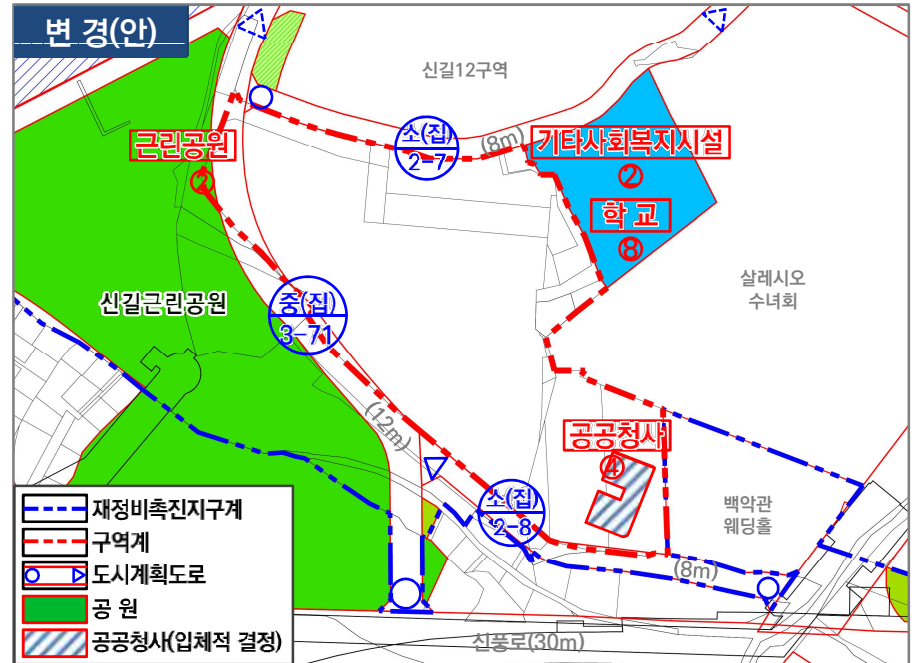 변 경(안)
신길12구역
소(집)
2-7
(8m)
기타사회복지시설
②
학 교
⑧
근린공원
②
살레시오
수녀회
신길근린공원
중(집)
3-71
(12m)
공공청사
④
소(집)
2-8
백악관
웨딩홀
(8m)
신풍로(30m)
재정비촉진지구계
구역계
도시계획도로
공 원
공공청사(입체적 결정)